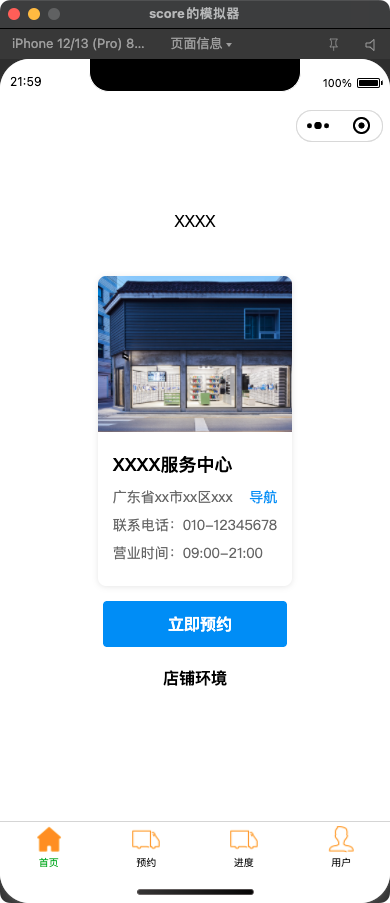 score的模拟器
iPhone 12/13 (Pro) 8... 页面信息
21:59 100%
XXXX
XXXX服务中心
广东省xx市xx区xxx 导航
联系电话：010-12345678
营业时间：09:00-21:00
立即预约
店铺环境
首页 预约 进度 用户